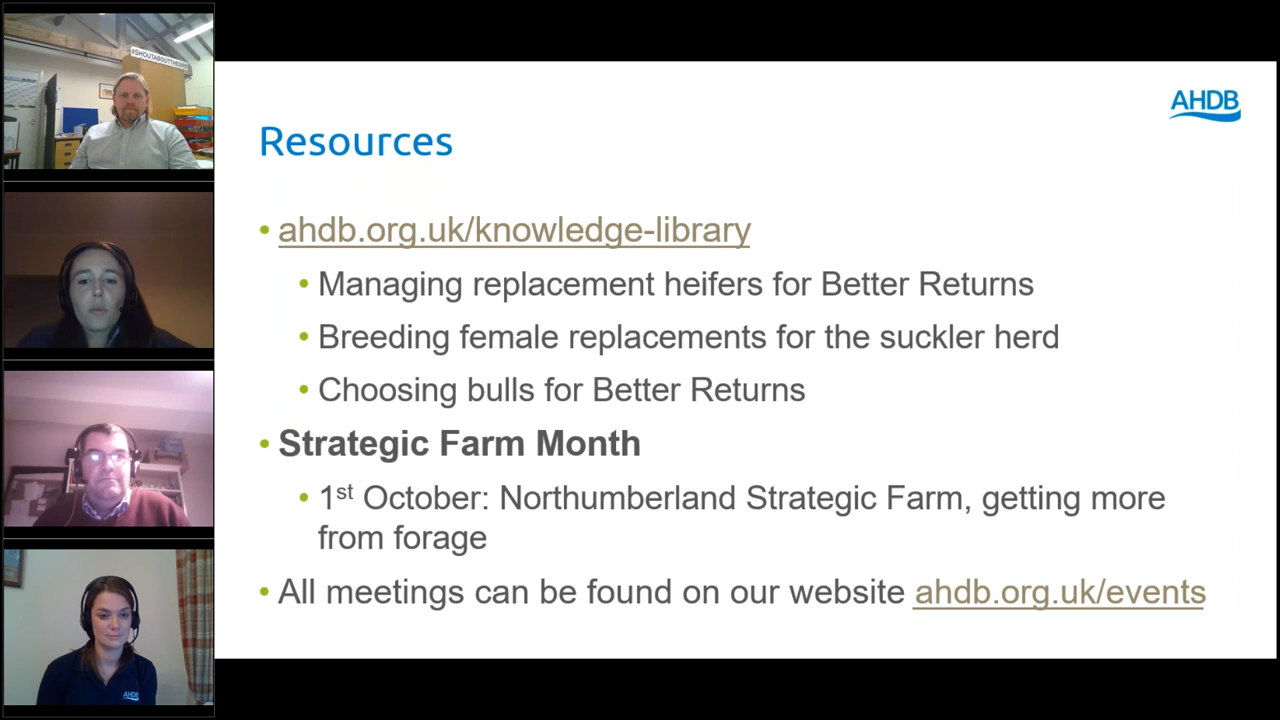 #SHOUTABOUTTHE
AHDB
Resources
• ahdb.org.uk/knowledge-library
• Managing replacement heifers for Better Returns
• Breeding female replacements for the suckler herd
• Choosing bulls for Better Returns
• Strategic Farm Month
• 1st October: Northumberland Strategic Farm, getting more
from forage
• All meetings can be found on our website ahdb.org.uk/events
AHDB